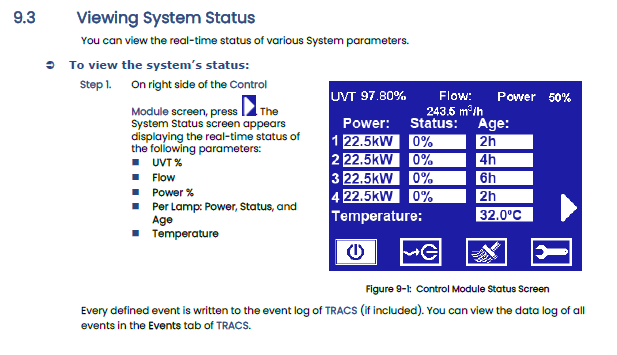 9.3 Viewing System Status
You can view the real-time status of various System parameters.
To view the system's status:
Step 1. On right side of the Control
Module screen, press The
System Status screen appears
displaying the real-time status of
the following parameters:
UVT %
Flow
Power %
Per Lamp: Power, Status, and
Age
Temperature
UVT 97.80% Flow: Power 50%
243.5 m³/h
Power: Status: Age:
1 22.5kW 0% 2h
2 22.5kW 0% 4h
3 22.5kW 0% 6h
4 22.5kW 0% 2h
Temperature: 32.0°C
Figure 9-1: Control Module Status Screen
Every defined event is written to the event log of TRACS (if included). You can view the data log of all
events in the Events tab of TRACS.